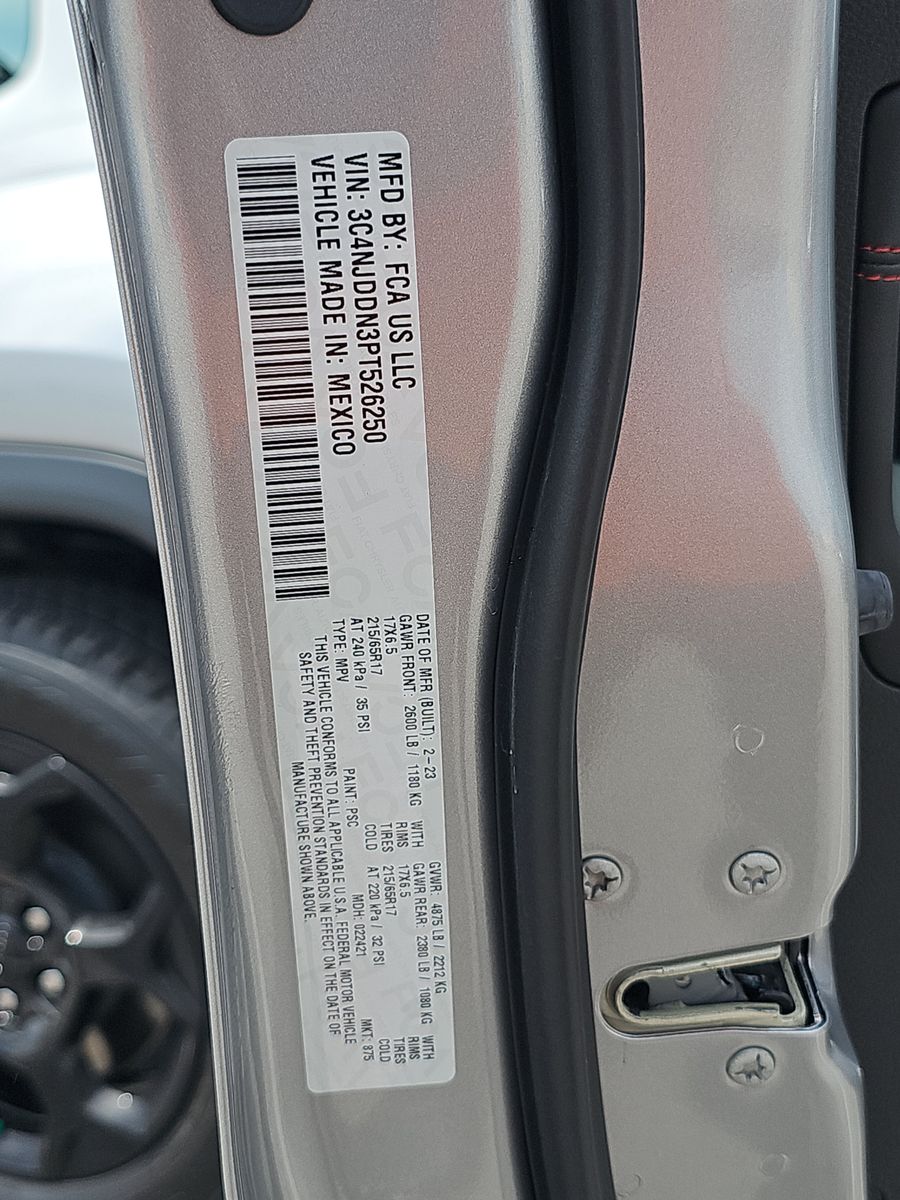 MFD BY: FCA US LLC
VIN: 3C4NJDDN3PT526250
VEHICLE MADE IN: MEXICO
DATE OF MFR (BUILT): 2-23 GVWR: 4875 LB / 2212 KG
GAWR FRONT: 2600 LB / 1180 KG WITH GAWR REAR: 2380 LB / 1080 KG WITH
17X6.5 RIMS 17X6.5 RIMS
215/65R17 TIRES 215/65R17 TIRES
AT 240 kPa / 35 PSI COLD AT 220 kPa / 32 PSI COLD
TYPE: MPV PAINT: PSC MDH: 022421 MKT: 875
THIS VEHICLE CONFORMS TO ALL APPLICABLE U.S.A. FEDERAL MOTOR VEHICLE
SAFETY AND THEFT PREVENTION STANDARDS IN EFFECT ON THE DATE OF
MANUFACTURE SHOWN ABOVE.